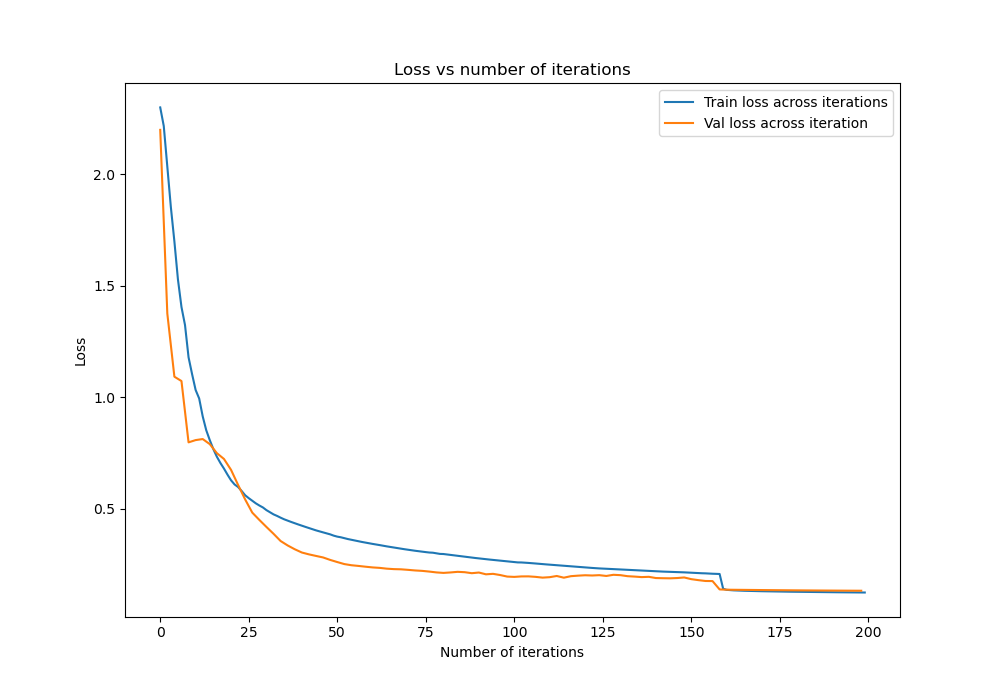 Loss vs number of iterations
Train loss across iterations
Val loss across iteration
2.0
1.5
1.0
0.5
Loss
0 25 50 75 100 125 150 175 200
Number of iterations